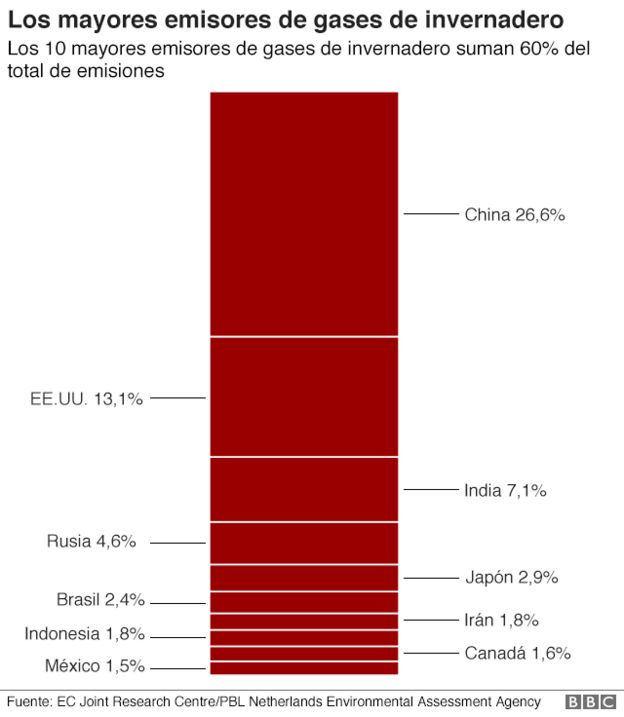 Los mayores emisores de gases de invernadero
Los 10 mayores emisores de gases de invernadero suman 60% del
total de emisiones
China 26,6%
EE.UU. 13,1%
India 7,1%
Rusia 4,6%
Japón 2,9%
Brasil 2,4%
Irán 1,8%
Indonesia 1,8%
Canadá 1,6%
México 1,5%
Fuente: EC Joint Research Centre/PBL Netherlands Environmental Assessment Agency
BBC